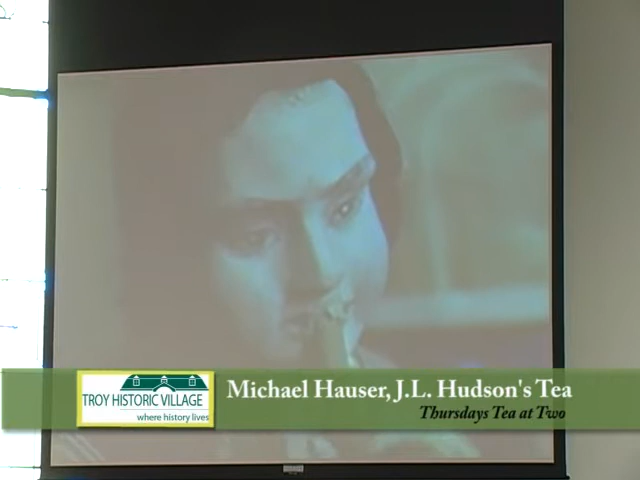 Michael Hauser, J.L. Hudson's Tea
Thursdays Tea at Two
TROY HISTORIC VILLAGE
where history lives